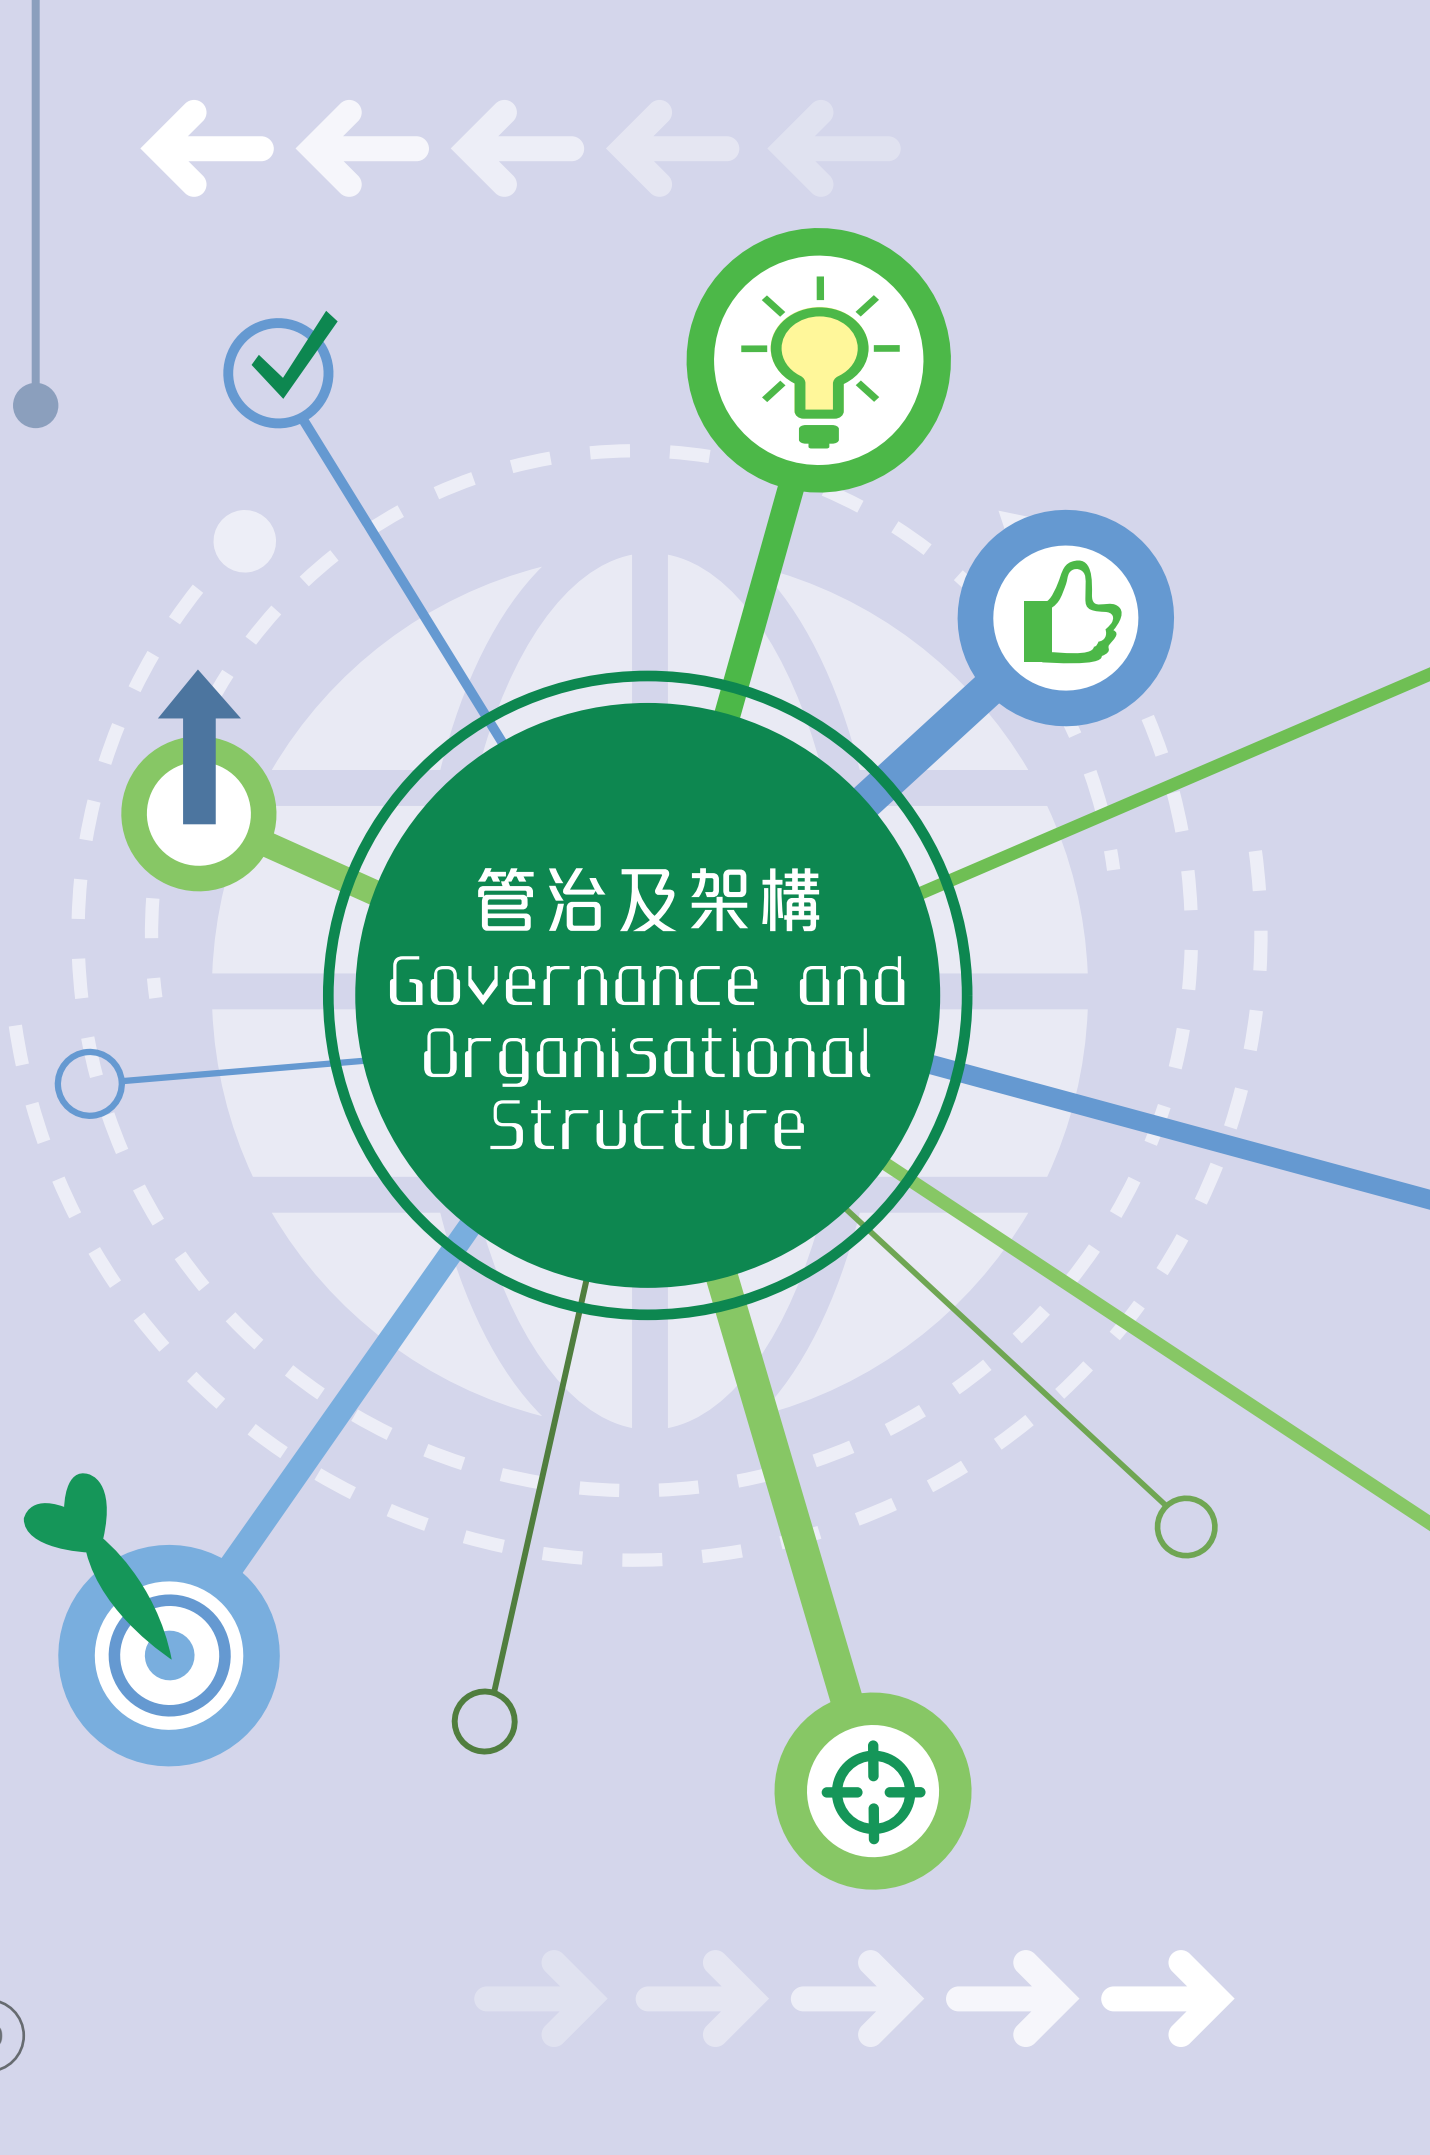 管治及架構
Governance and
Organisational
Structure